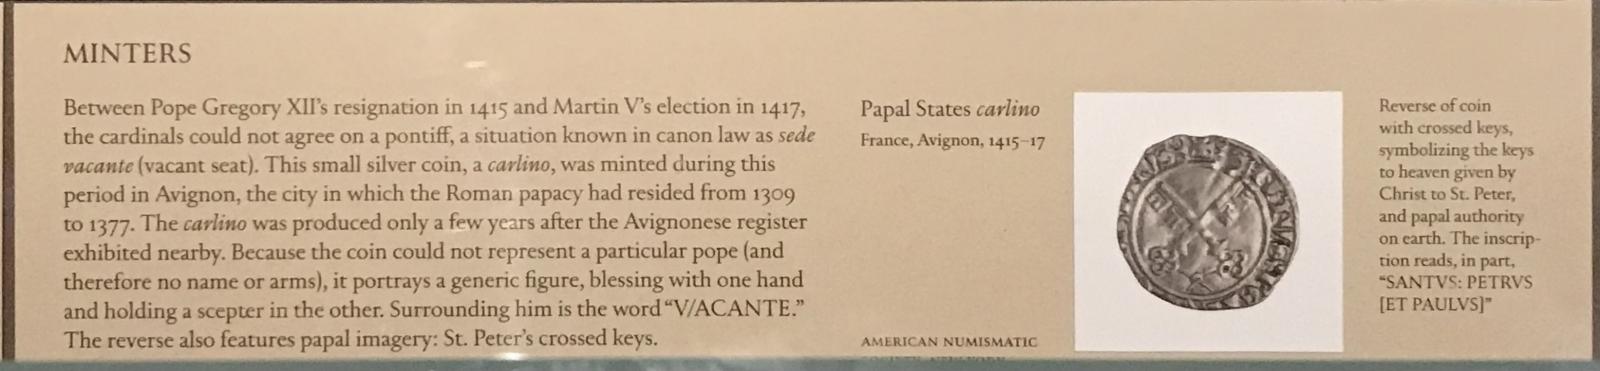 MINTERS
Between Pope Gregory XII's resignation in 1415 and Martin V's election in 1417,
the cardinals could not agree on a pontiff, a situation known in canon law as sede
vacante (vacant seat). This small silver coin, a carlino, was minted during this
period in Avignon, the city in which the Roman papacy had resided from 1309
to 1377. The carlino was produced only a few years after the Avignonese register
exhibited nearby. Because the coin could not represent a particular pope (and
therefore no name or arms), it portrays a generic figure, blessing with one hand
and holding a scepter in the other. Surrounding him is the word “V/ACANTE.”
The reverse also features papal imagery: St. Peter's crossed keys.
Papal States carlino
France, Avignon, 1415–17
AMERICAN NUMISMATIC
Reverse of coin
with crossed keys,
symbolizing the keys
to heaven given by
Christ to St. Peter,
and papal authority
on earth. The inscrip-
tion reads, in part,
“SANTVS: PETRVS
[ET PAULVS]”